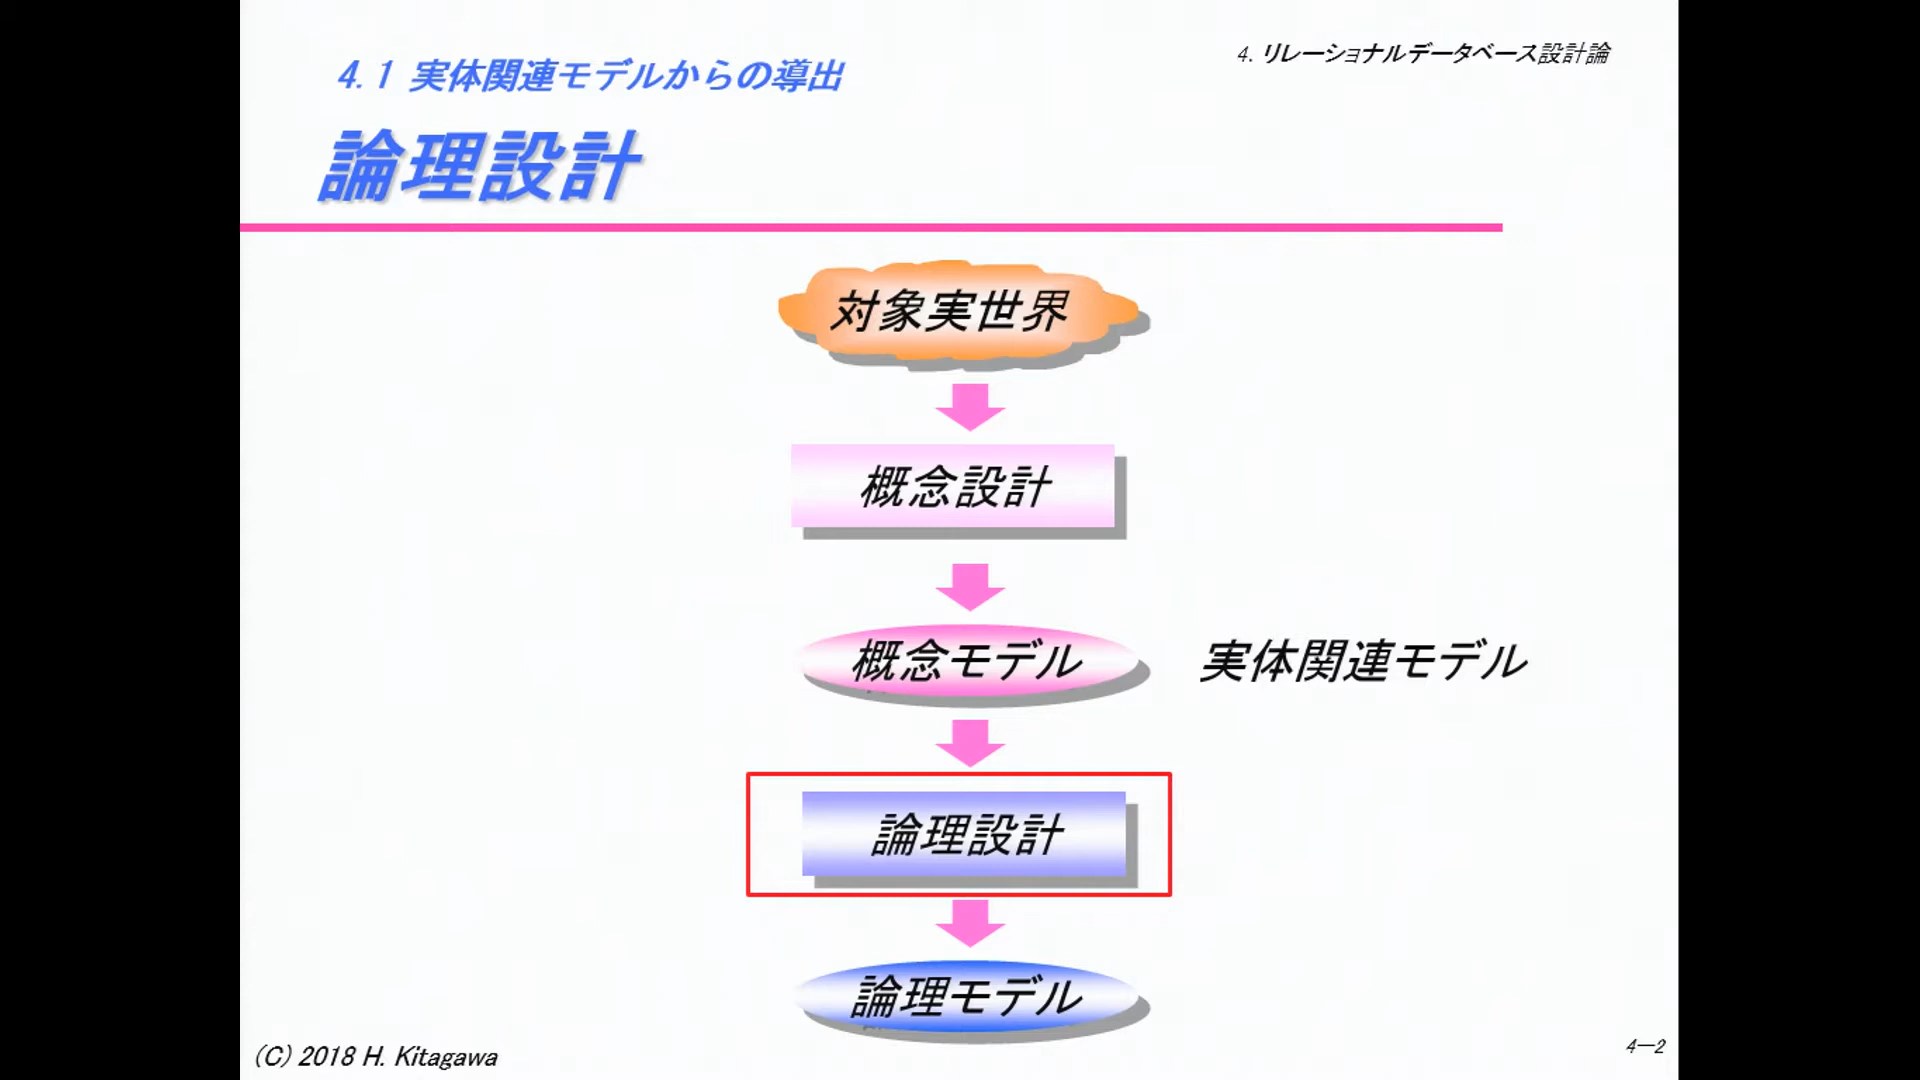 4. リレーショナルデータベース設計論
4.1 実体関連モデルからの導出
論理設計
対象実世界
概念設計
概念モデル
実体関連モデル
論理設計
論理モデル
(C) 2018 H. Kitagawa
4―2